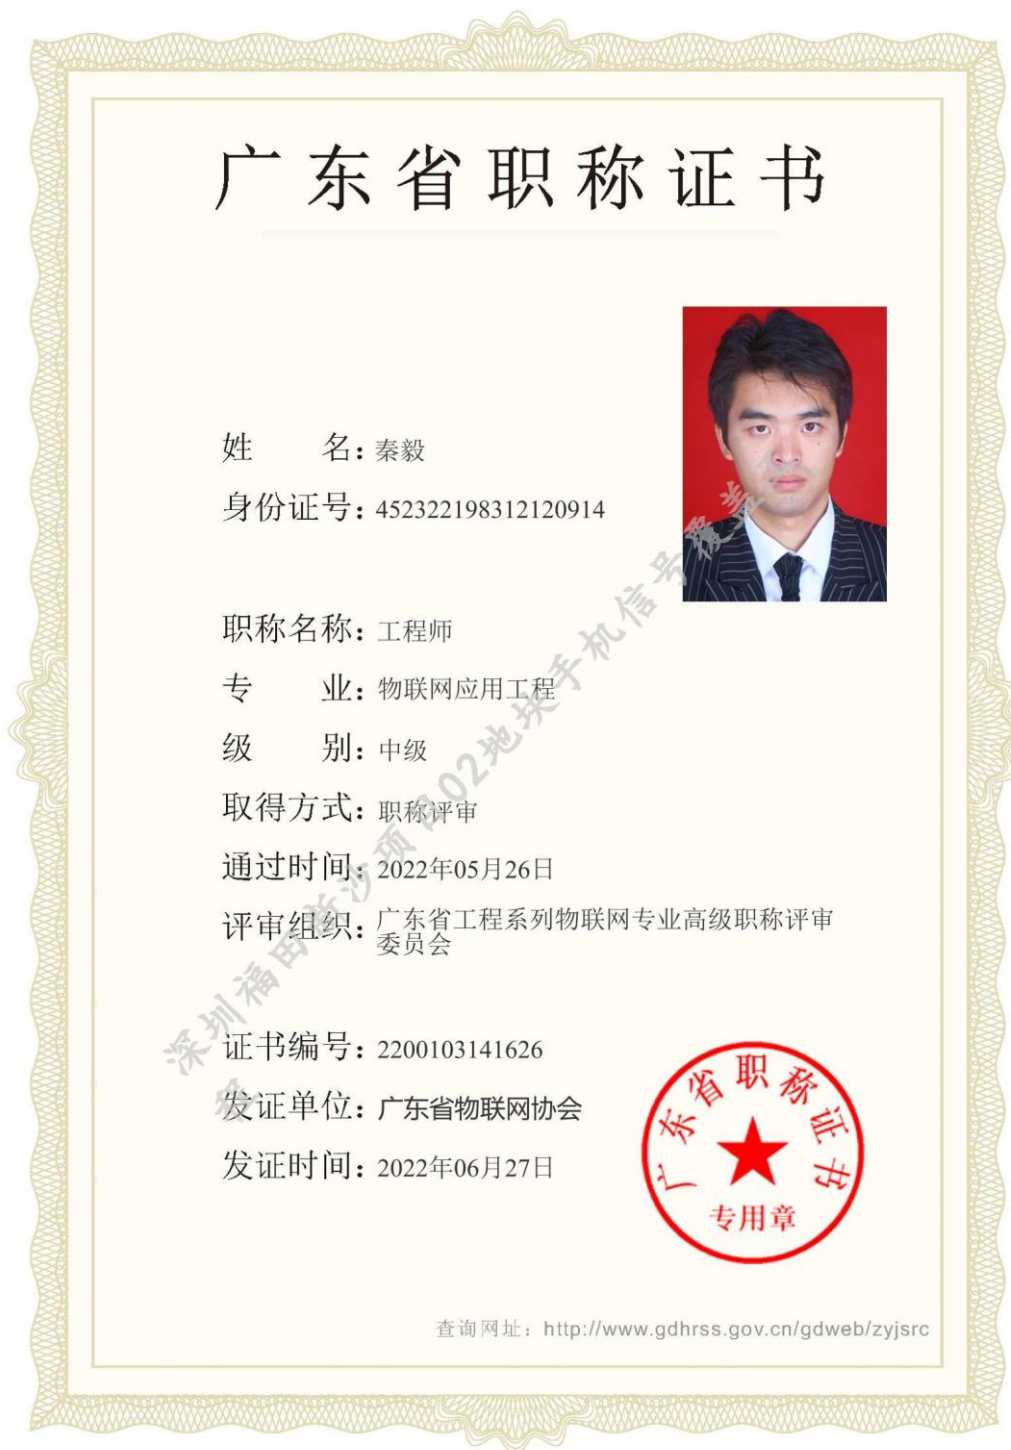 广东省职称证书
姓 名：秦毅
身份证号：452322198312120914
职称名称：工程师
专 业：物联网应用工程
级 别：中级
取得方式：职称评审
通过时间：2022年05月26日
评审组织：广东省工程系列物联网专业高级职称评审
委员会
证书编号：2200103141626
发证单位：广东省物联网协会
发证时间：2022年06月27日
广东省职称证书
专用章
查询网址：http://www.gdhrss.gov.cn/gdweb/zyjsrc
深圳福田新沙项目02地块手机信号覆盖